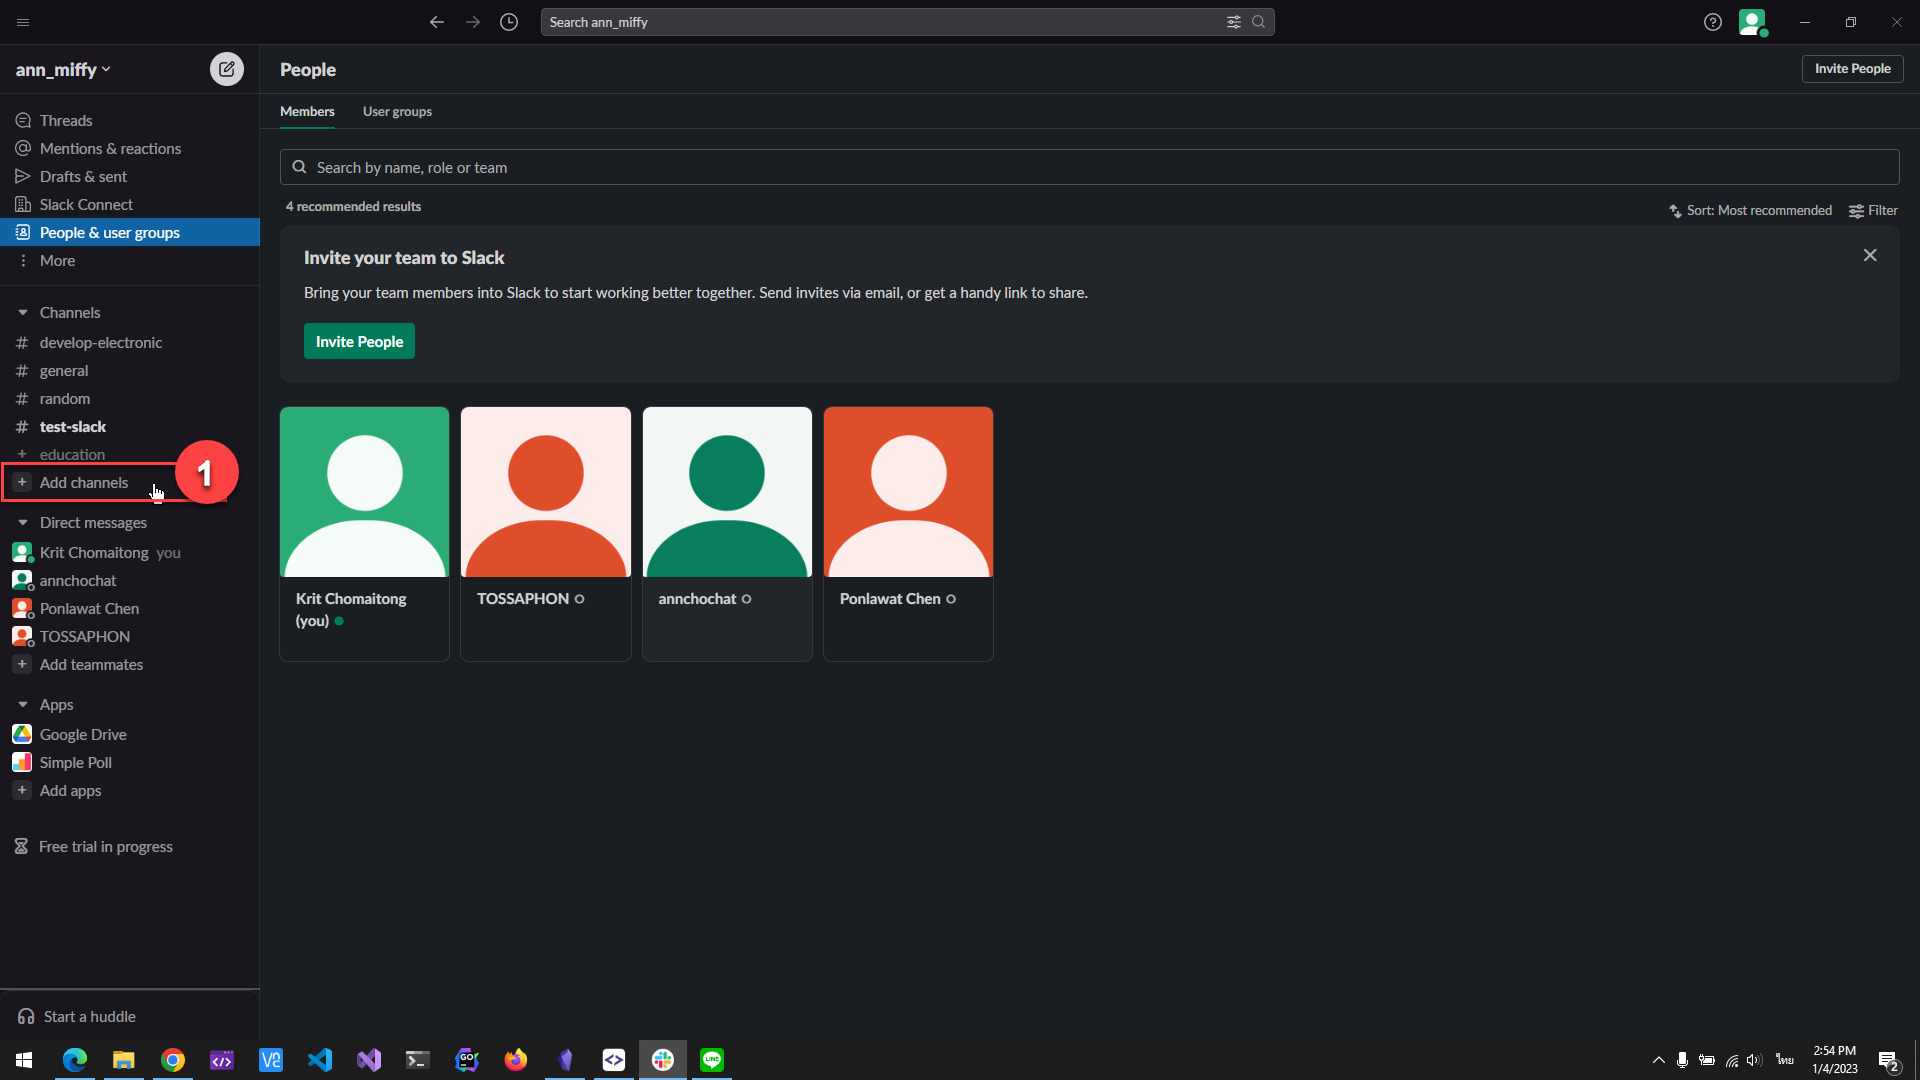 Search ann_miffy
ann_miffy
People
Invite People
Threads
Mentions & reactions
Drafts & sent
Slack Connect
People & user groups
More
Channels
# develop-electronic
# general
# random
# test-slack
+ education
+ Add channels
1
Direct messages
Krit Chomaitong you
annchochat
Ponlawat Chen
TOSSAPHON
+ Add teammates
Apps
Google Drive
Simple Poll
+ Add apps
Free trial in progress
Start a huddle
Members User groups
Search by name, role or team
4 recommended results
Sort: Most recommended Filter
Invite your team to Slack
Bring your team members into Slack to start working better together. Send invites via email, or get a handy link to share.
Invite People
Krit Chomaitong
(you)
TOSSAPHON
annchochat
Ponlawat Chen
GO
LINE
ไทย
2:54 PM
1/4/2023
2